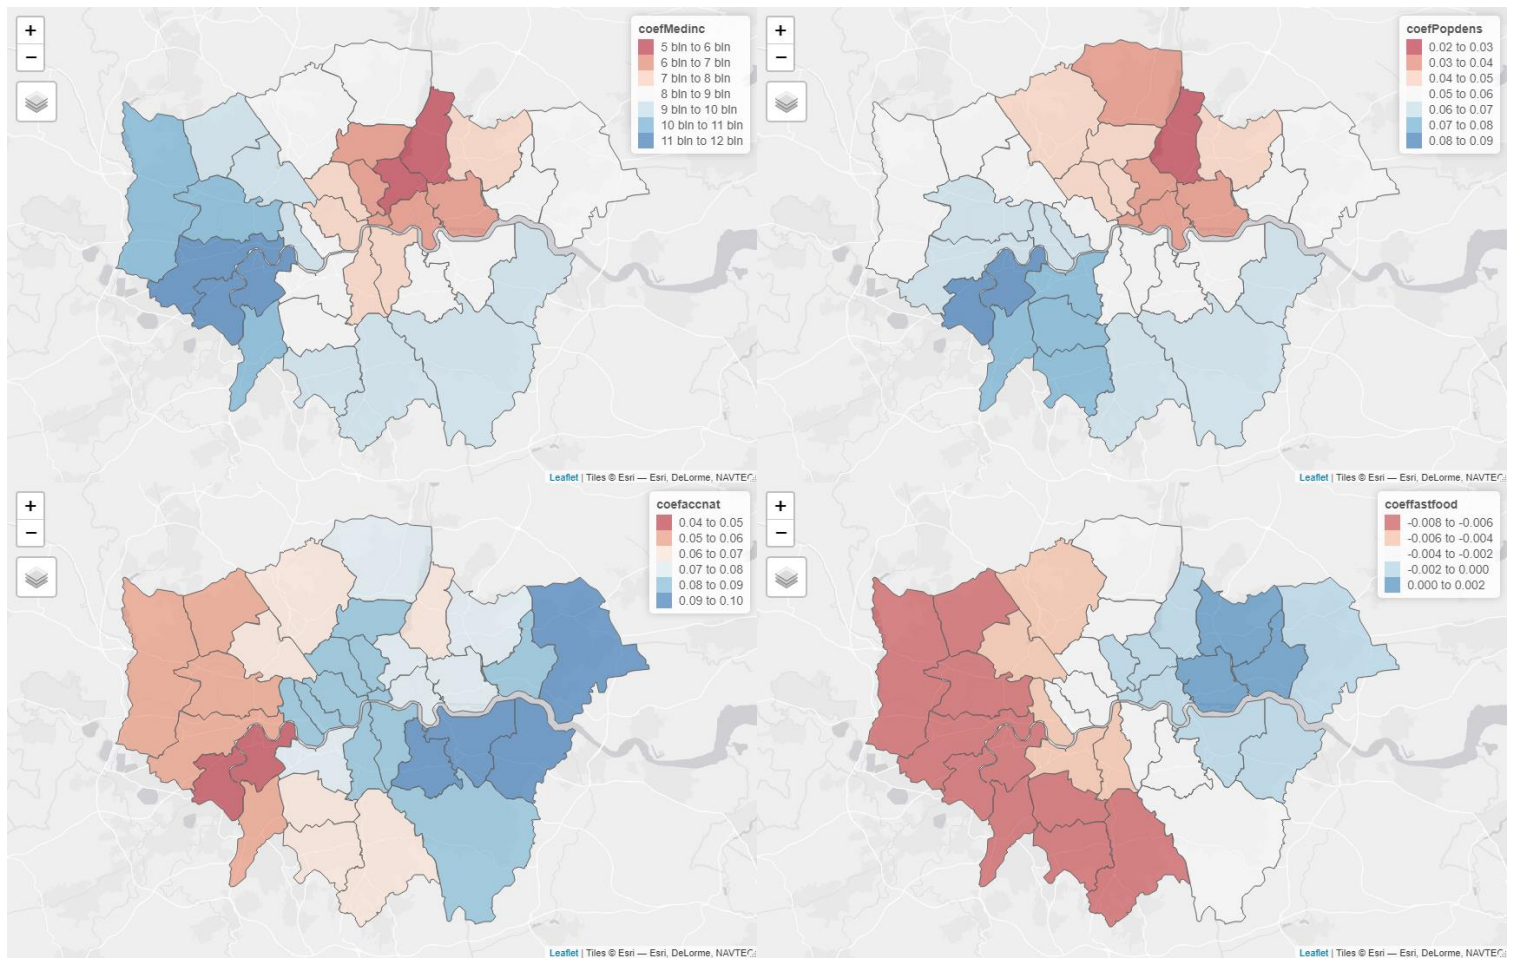 +
−
coefMedinc
5 bln to 6 bln
6 bln to 7 bln
7 bln to 8 bln
8 bln to 9 bln
9 bln to 10 bln
10 bln to 11 bln
11 bln to 12 bln
Leaflet | Tiles © Esri — Esri, DeLorme, NAVTEQ
+
−
coefPopdens
0.02 to 0.03
0.03 to 0.04
0.04 to 0.05
0.05 to 0.06
0.06 to 0.07
0.07 to 0.08
0.08 to 0.09
Leaflet | Tiles © Esri — Esri, DeLorme, NAVTEQ
+
−
coefaccnat
0.04 to 0.05
0.05 to 0.06
0.06 to 0.07
0.07 to 0.08
0.08 to 0.09
0.09 to 0.10
Leaflet | Tiles © Esri — Esri, DeLorme, NAVTEQ
+
−
coeffastfood
-0.008 to -0.006
-0.006 to -0.004
-0.004 to -0.002
-0.002 to 0.000
0.000 to 0.002
Leaflet | Tiles © Esri — Esri, DeLorme, NAVTEQ